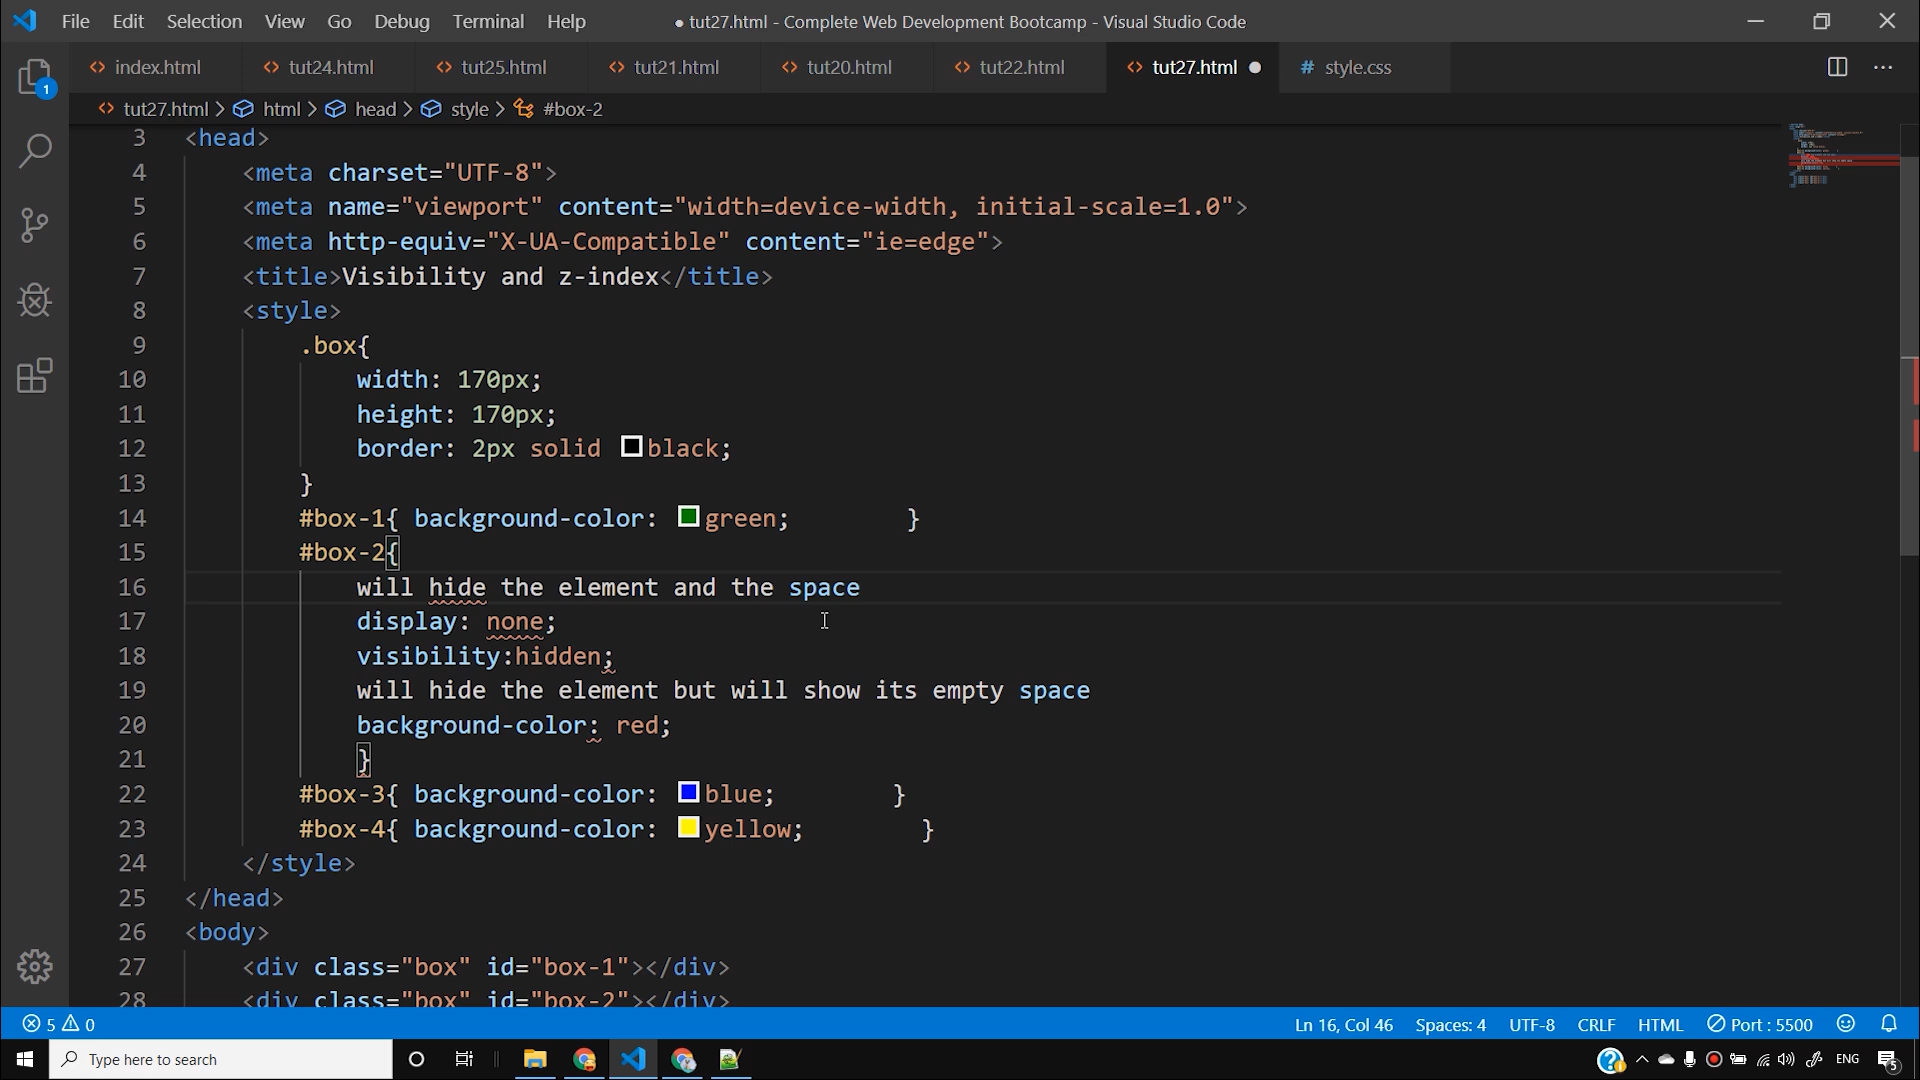 File Edit Selection View Go Debug Terminal Help ● tut27.html - Complete Web Development Bootcamp - Visual Studio Code
index.html tut24.html tut25.html tut21.html tut20.html tut22.html tut27.html # style.css
1
tut27.html > html > head > style > #box-2
3 <head>
4 <meta charset="UTF-8">
5 <meta name="viewport" content="width=device-width, initial-scale=1.0">
6 <meta http-equiv="X-UA-Compatible" content="ie=edge">
7 <title>Visibility and z-index</title>
8 <style>
9 .box{
10 width: 170px;
11 height: 170px;
12 border: 2px solid black;
13 }
14 #box-1{ background-color: green; }
15 #box-2{
16 will hide the element and the space
17 display: none;
18 visibility:hidden;
19 will hide the element but will show its empty space
20 background-color: red;
21 }
22 #box-3{ background-color: blue; }
23 #box-4{ background-color: yellow; }
24 </style>
25 </head>
26 <body>
27 <div class="box" id="box-1"></div>
28 <div class="box" id="box-2"></div>
5 0 Ln 16, Col 46 Spaces: 4 UTF-8 CRLF HTML Port : 5500
Type here to search ENG 5